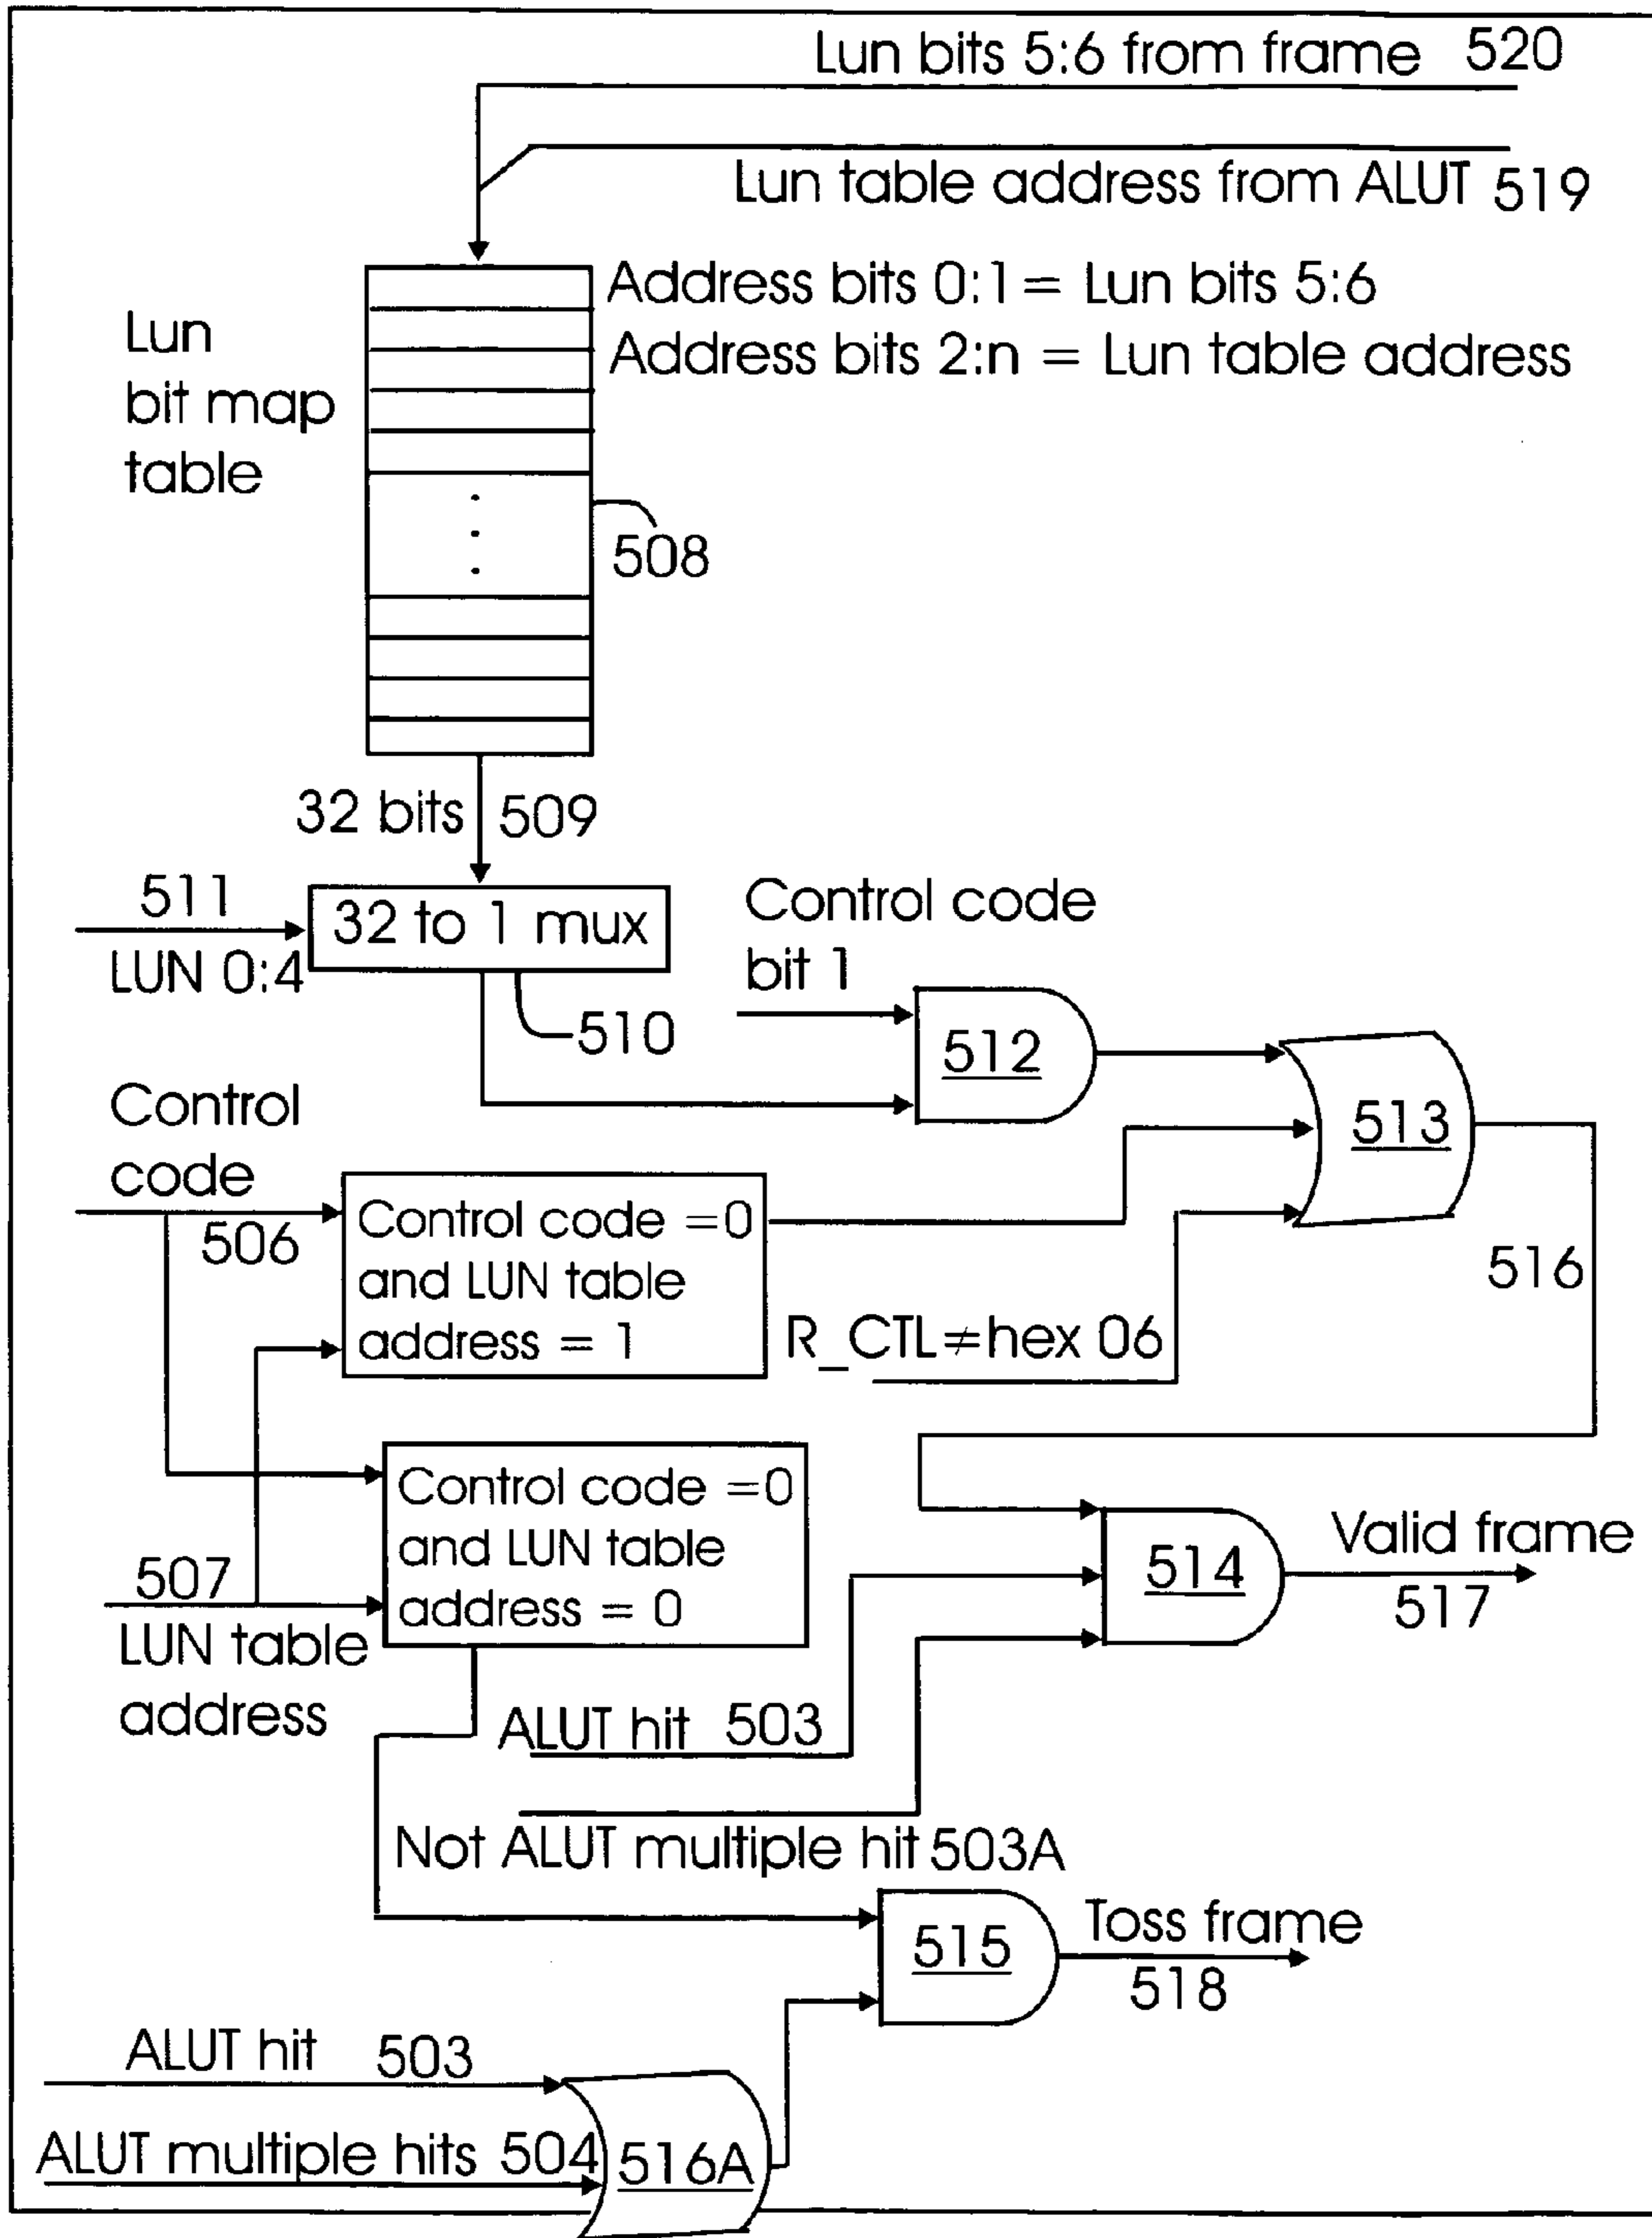 Lun bits 5:6 from frame 520
Lun table address from ALUT 519
Address bits 0:1 = Lun bits 5:6
Address bits 2:n = Lun table address
Lun
bit map
table
508
32 bits 509
511
LUN 0:4
32 to 1 mux
510
Control code
bit 1
512
513
Control
code
506
Control code =0
and LUN table
address = 1
R_CTL≠hex 06
516
Control code =0
and LUN table
address = 0
507
LUN table
address
514
Valid frame
517
ALUT hit 503
Not ALUT multiple hit 503A
515
Toss frame
518
ALUT hit 503
ALUT multiple hits 504
516A